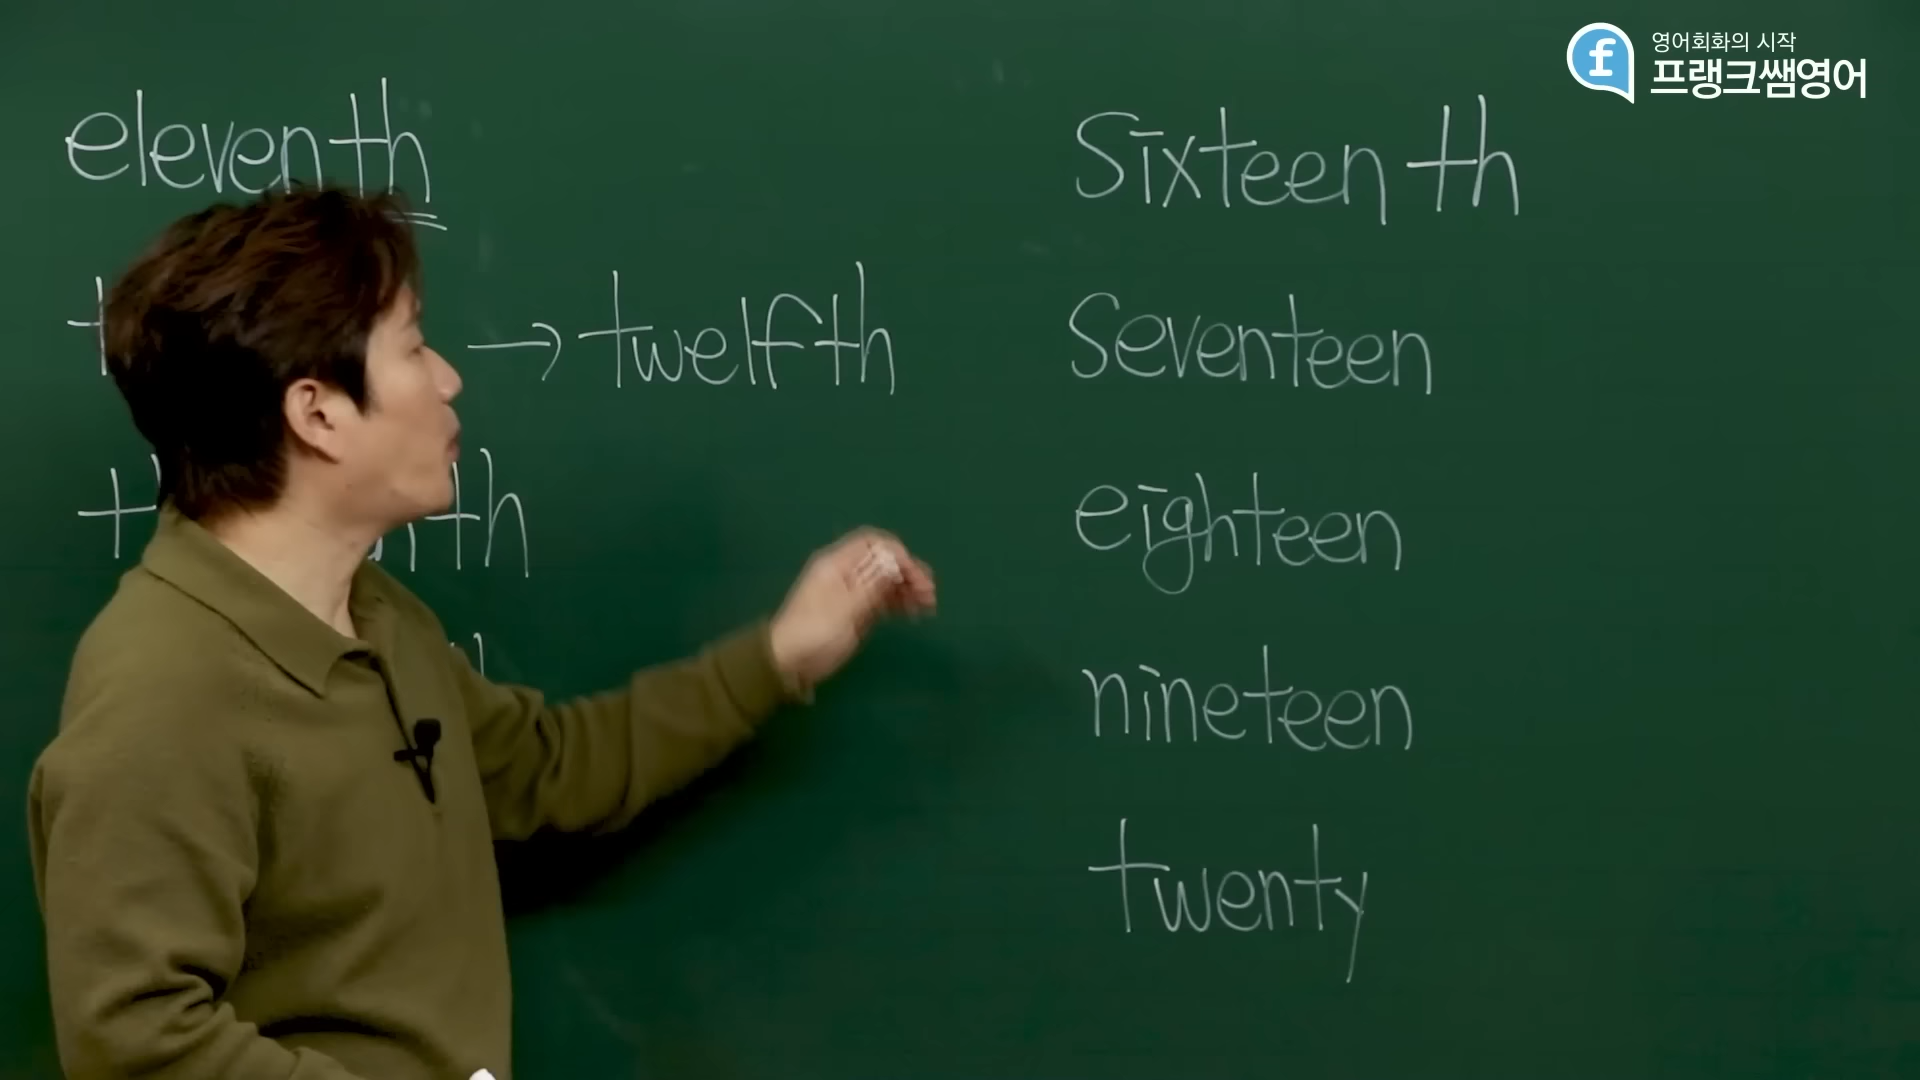 영어회화의 시작
프랭크쌤영어
eleventh
→ twelfth
sixteenth
seventeen
eighteen
nineteen
twenty